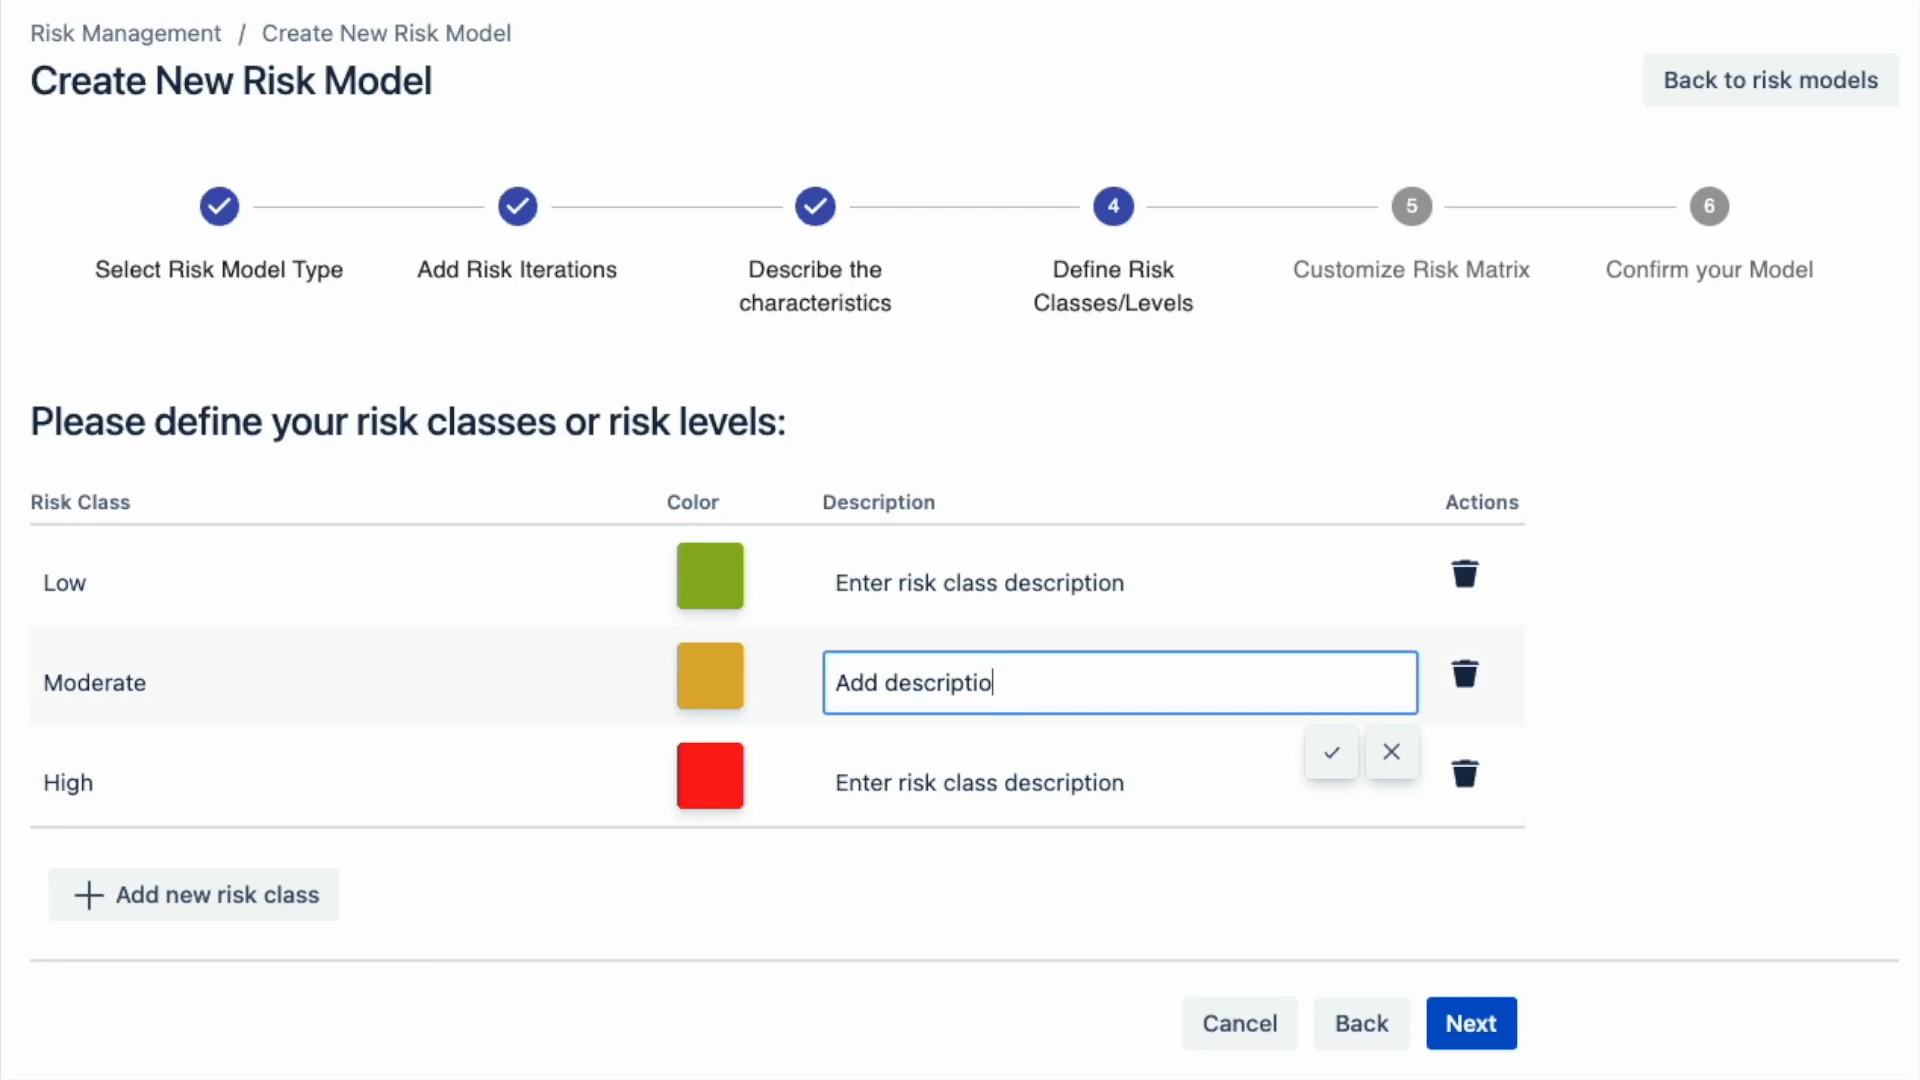 Risk Management / Create New Risk Model
Create New Risk Model
Back to risk models
4
5
6
Select Risk Model Type
Add Risk Iterations
Describe the
characteristics
Define Risk
Classes/Levels
Customize Risk Matrix
Confirm your Model
Please define your risk classes or risk levels:
Risk Class Color Description Actions
Low Enter risk class description
Moderate Add descriptio
High Enter risk class description
Add new risk class
Cancel Back Next